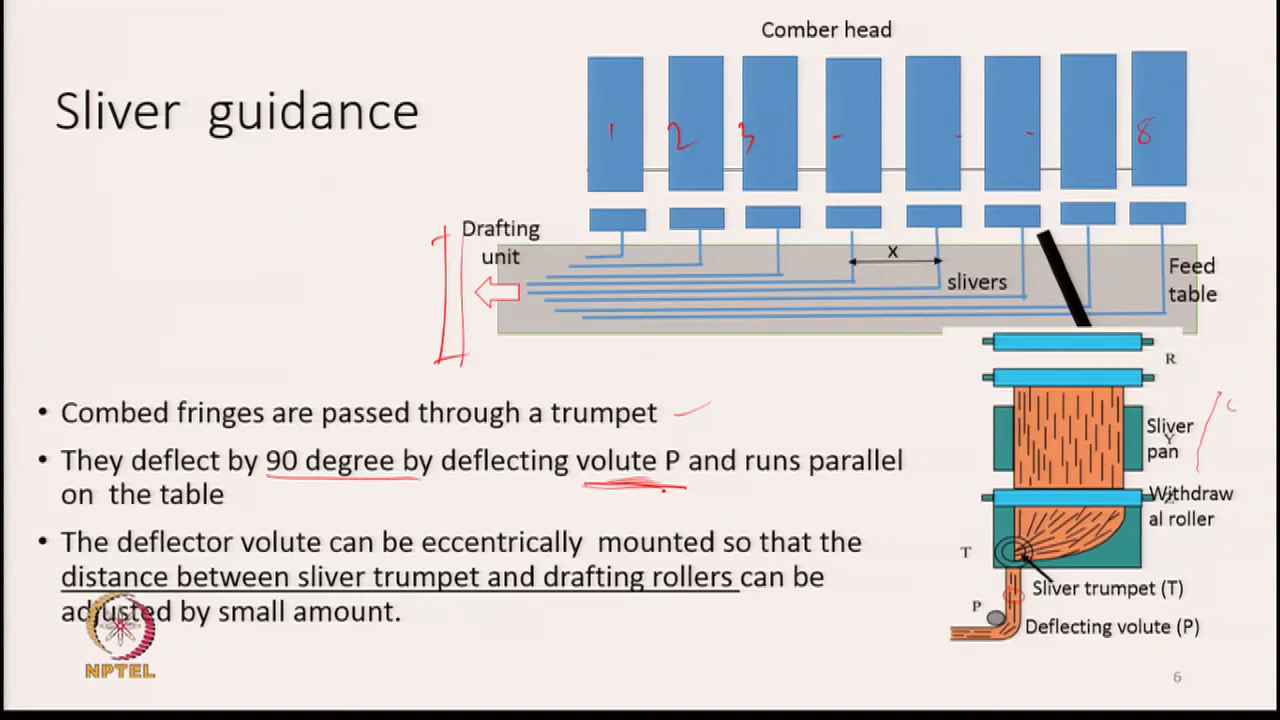 Comber head
Sliver guidance
1 2 3 - - - 8
Drafting
unit
x
slivers
Feed
table
R
• Combed fringes are passed through a trumpet
• They deflect by 90 degree by deflecting volute P and runs parallel
on the table
• The deflector volute can be eccentrically mounted so that the
distance between sliver trumpet and drafting rollers can be
adjusted by small amount.
Sliver
Y
pan
Withdraw
al roller
T
Sliver trumpet (T)
P
Deflecting volute (P)
NPTEL
6